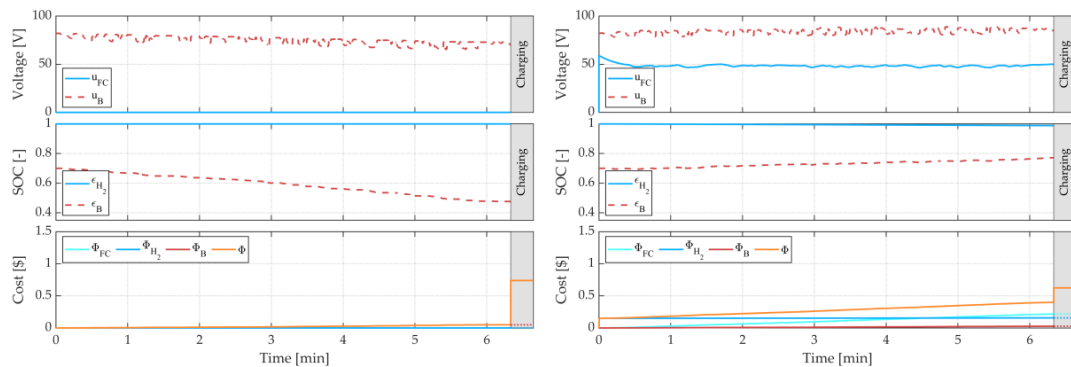 100
50
0
Voltage [V]
u_FC
u_B
Charging
1
0.8
0.6
0.4
SOC [-]
ϵ_H2
ϵ_B
Charging
1.5
1
0.5
0
Cost [$]
Φ_FC Φ_H2 Φ_B Φ
0 1 2 3 4 5 6
Time [min]
100
50
0
Voltage [V]
u_FC
u_B
Charging
1
0.8
0.6
0.4
SOC [-]
ϵ_H2
ϵ_B
Charging
1.5
1
0.5
0
Cost [$]
Φ_FC Φ_H2 Φ_B Φ
0 1 2 3 4 5 6
Time [min]